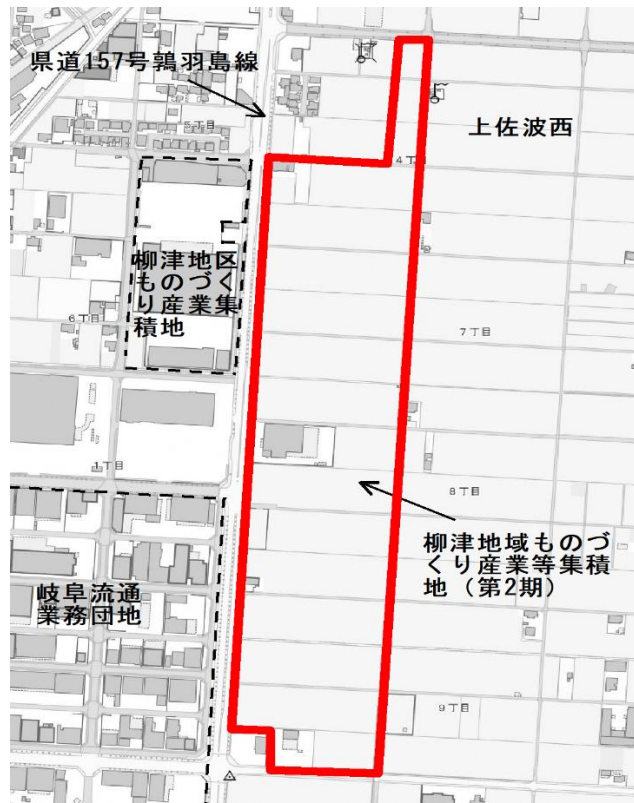 県道157号鶉羽島線
上佐波西
5丁目
4丁目
柳津地区
ものづく
り産業集
積地
6丁目
7丁目
1丁目
8丁目
柳津地域ものづ
くり産業等集積
地（第2期）
岐阜流通
業務団地
9丁目